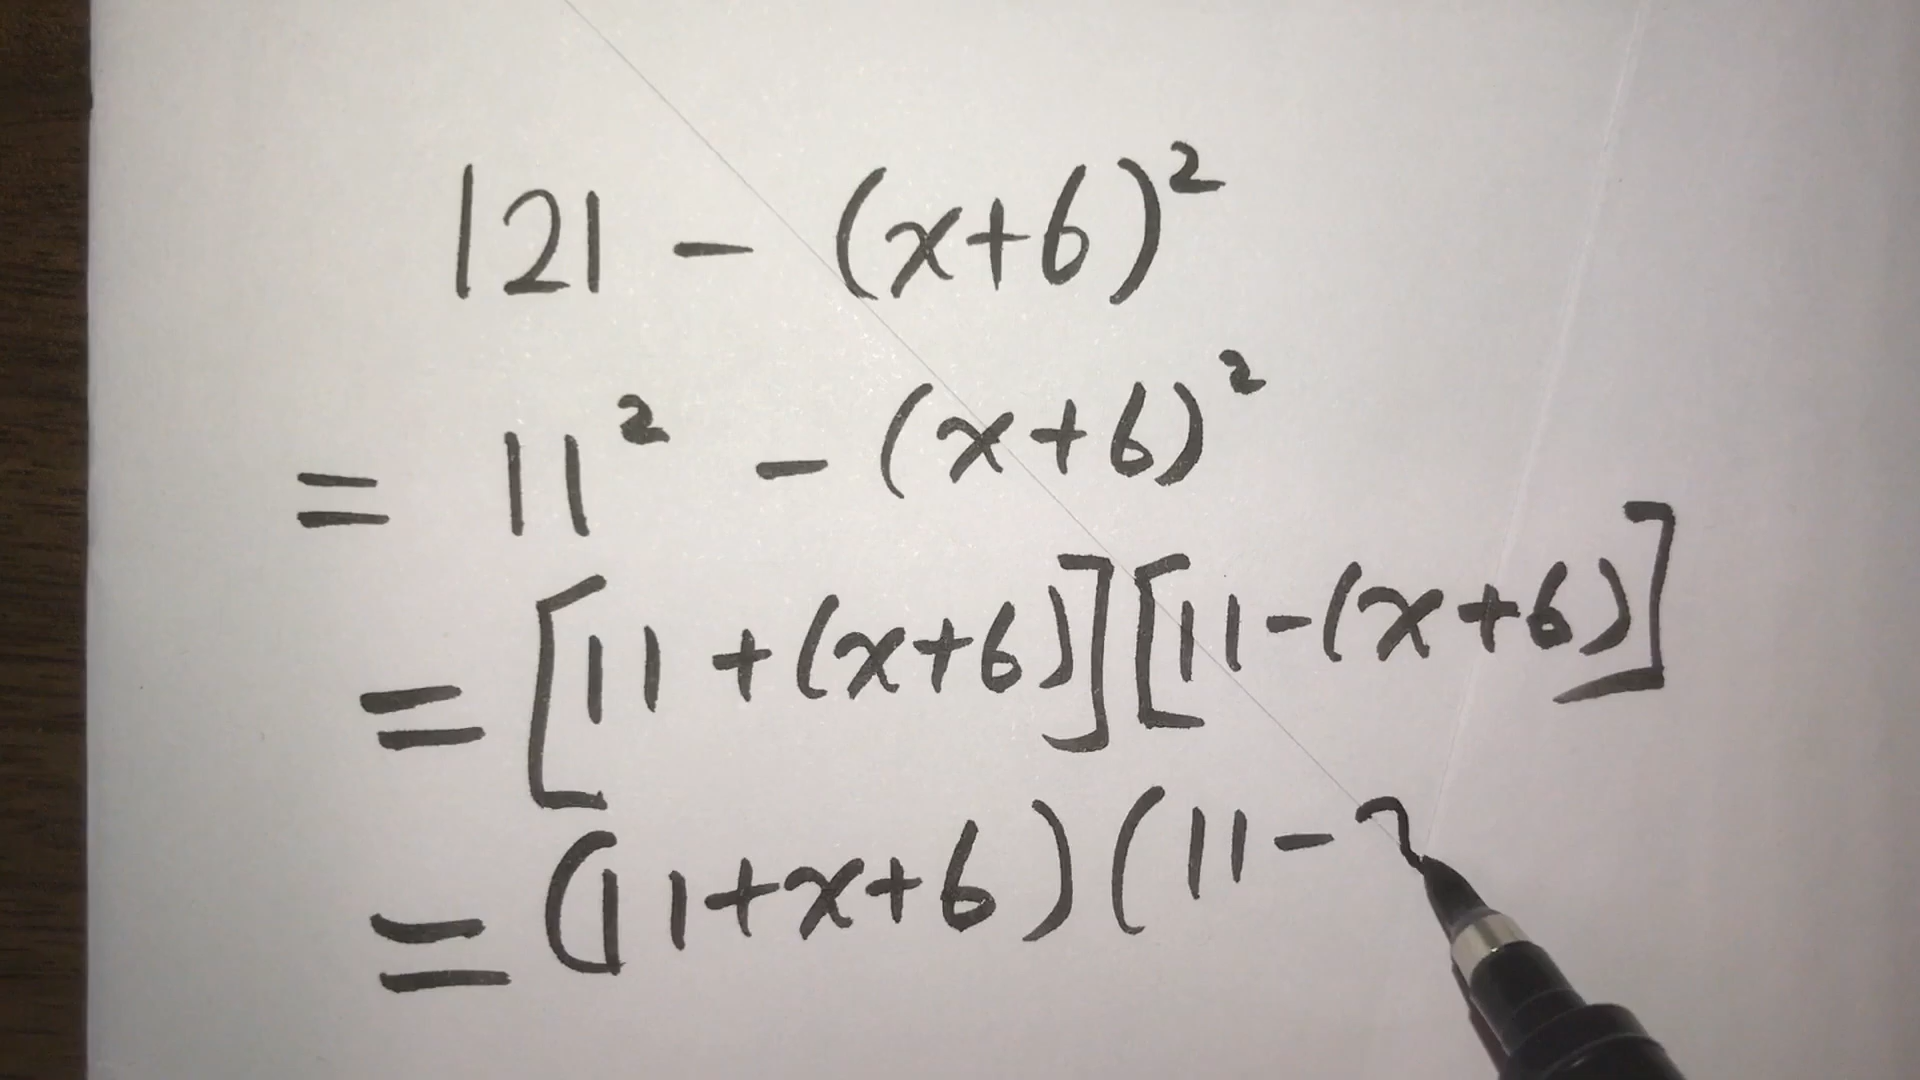 121 - (x+6)²
= 11² - (x+6)²
= [11 + (x+6)][11-(x+6)]
= (11+x+6)(11-